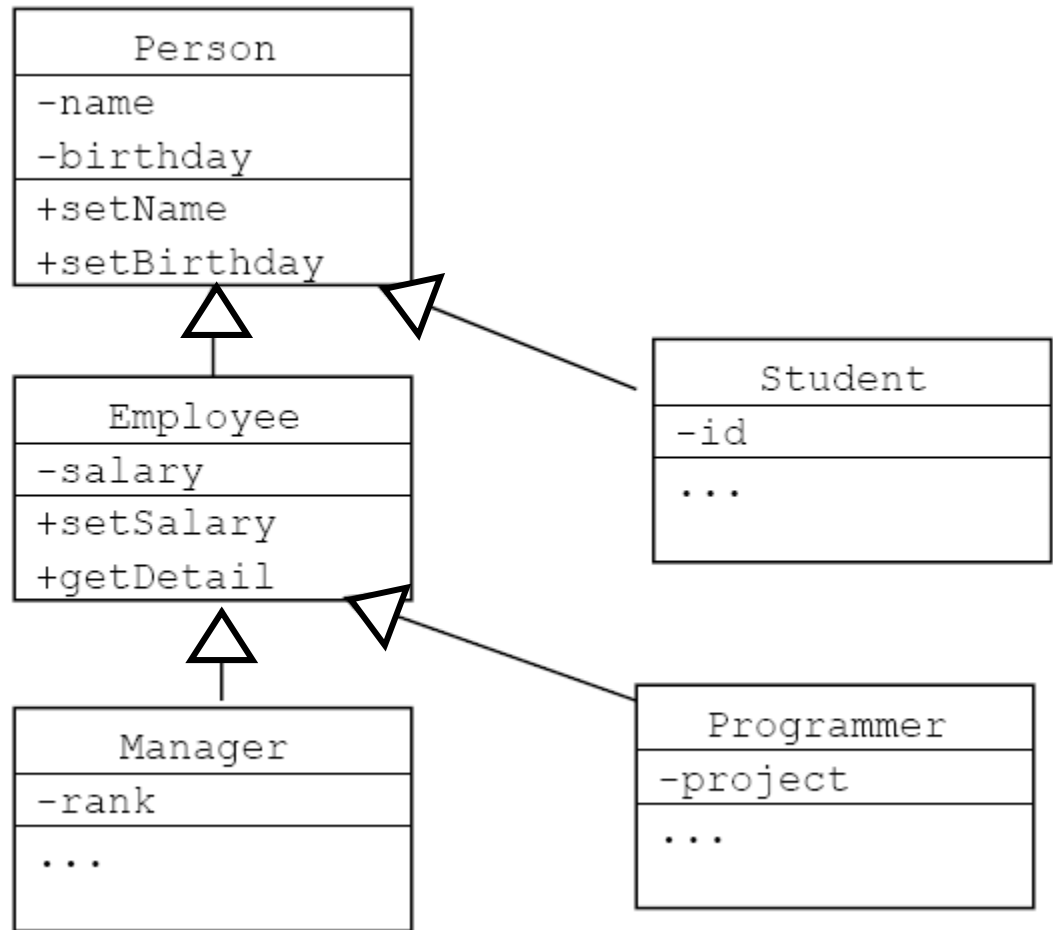 Person
-name
-birthday
+setName
+setBirthday
Employee
-salary
+setSalary
+getDetail
Student
-id
...
Manager
-rank
...
Programmer
-project
...